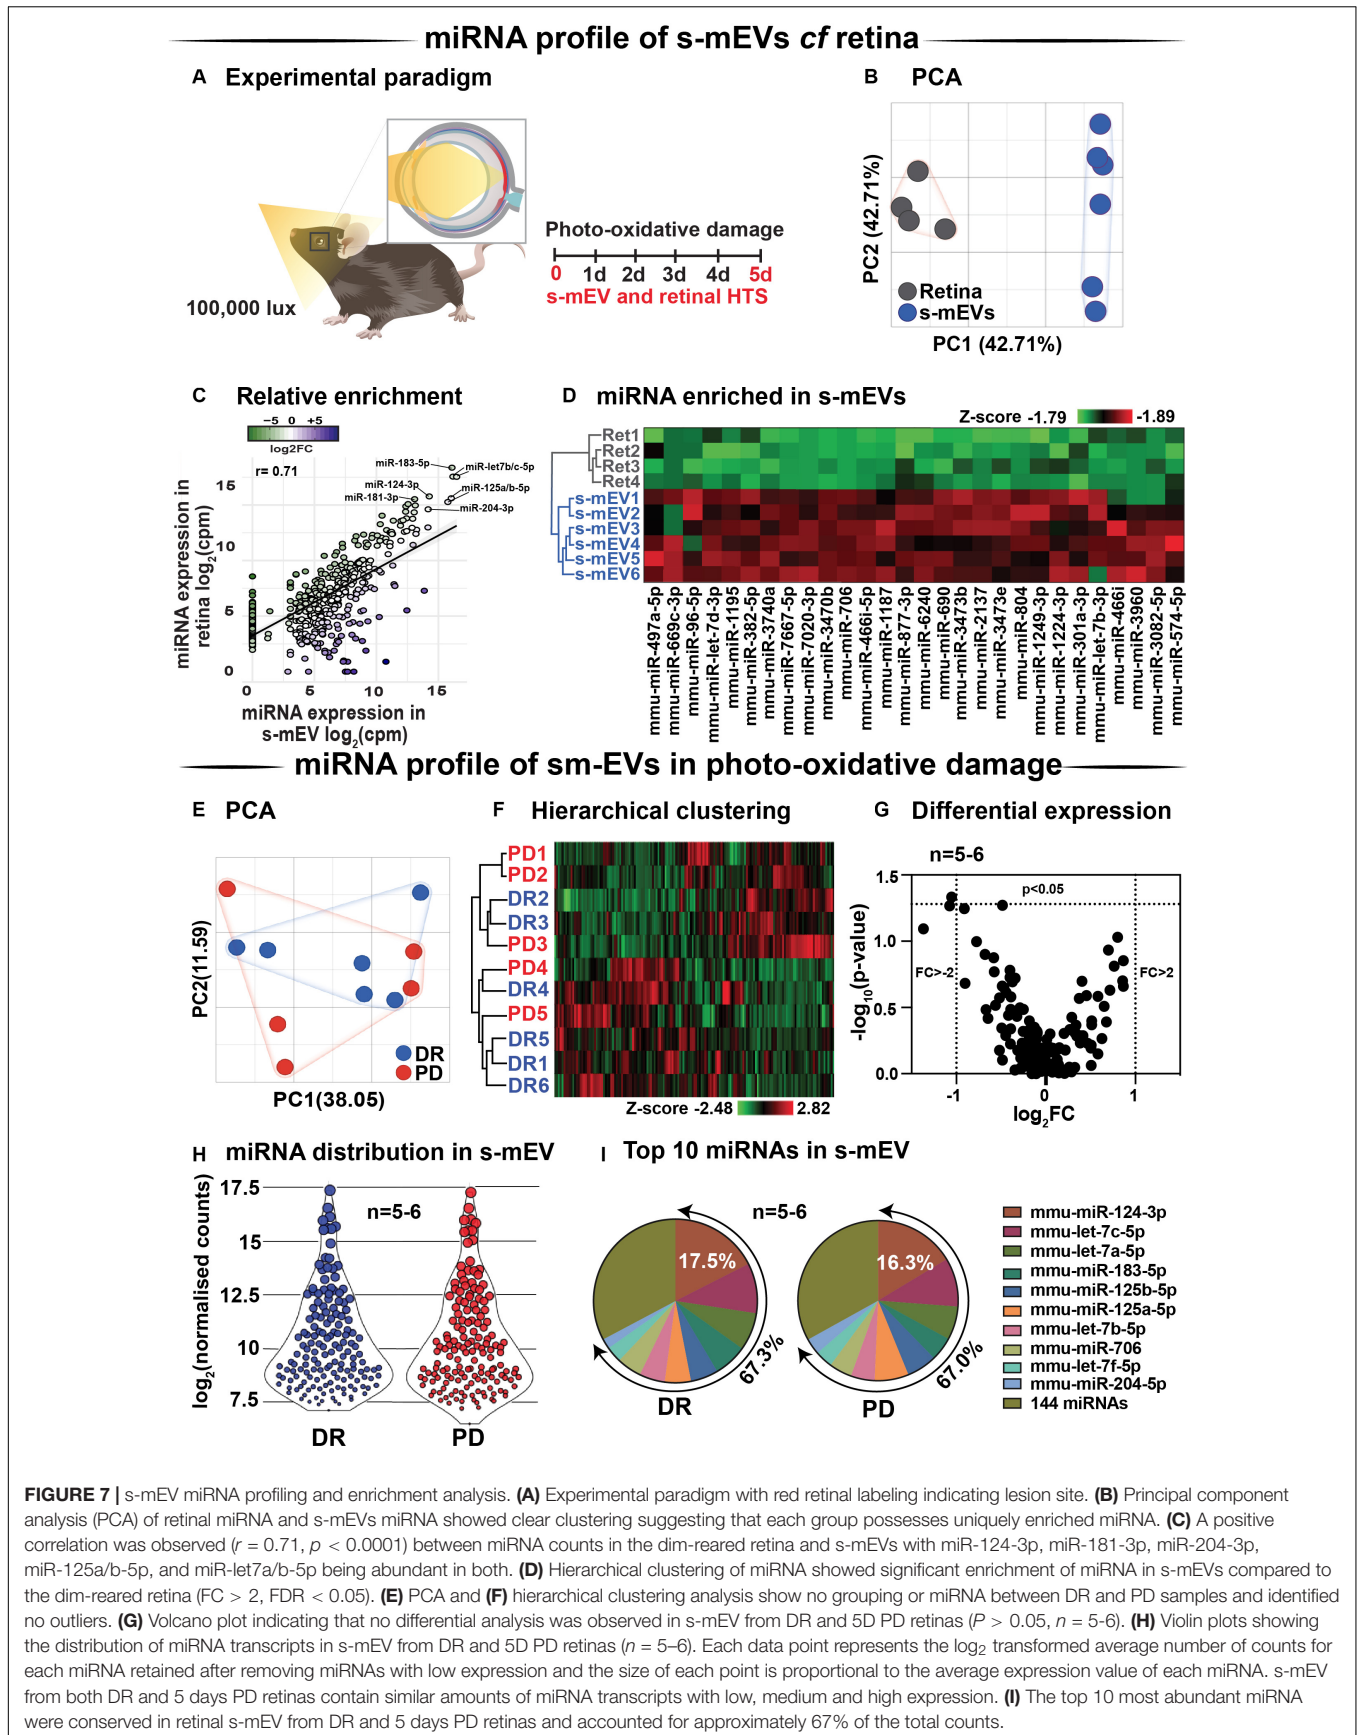 miRNA profile of s-mEVs cf retina
A Experimental paradigm
100,000 lux
Photo-oxidative damage
0 1d 2d 3d 4d 5d
s-mEV and retinal HTS
B PCA
PC2 (42.71%)
Retina
s-mEVs
PC1 (42.71%)
C Relative enrichment
−5 0 +5
log2FC
r= 0.71
miR-183-5p
miR-let7b/c-5p
miR-124-3p
miR-125a/b-5p
miR-181-3p
miR-204-3p
15
10
5
0
0 5 10 15
miRNA expression in
retina log2(cpm)
miRNA expression in
s-mEV log2(cpm)
D miRNA enriched in s-mEVs
Z-score -1.79 -1.89
Ret1
Ret2
Ret3
Ret4
s-mEV1
s-mEV2
s-mEV3
s-mEV4
s-mEV5
s-mEV6
mmu-miR-497a-5p
mmu-miR-669c-3p
mmu-miR-96-5p
mmu-miR-let-7d-3p
mmu-miR-1195
mmu-miR-382-5p
mmu-miR-3740a
mmu-miR-7667-5p
mmu-miR-7020-3p
mmu-miR-3470b
mmu-miR-706
mmu-miR-466i-5p
mmu-miR-1187
mmu-miR-877-3p
mmu-miR-6240
mmu-miR-690
mmu-miR-3473b
mmu-miR-2137
mmu-miR-3473e
mmu-miR-804
mmu-miR-1249-3p
mmu-miR-1224-3p
mmu-miR-301a-3p
mmu-miR-let-7b-3p
mmu-miR-466i
mmu-miR-3960
mmu-miR-3082-5p
mmu-miR-574-5p
miRNA profile of sm-EVs in photo-oxidative damage
E PCA
PC2(11.59)
DR
PD
PC1(38.05)
F Hierarchical clustering
PD1
PD2
DR2
DR3
PD3
PD4
DR4
PD5
DR5
DR1
DR6
Z-score -2.48 2.82
G Differential expression
n=5-6
1.5
1.0
0.5
0.0
p<0.05
FC>-2
FC>2
-log10(p-value)
-1 0 1
log2FC
H miRNA distribution in s-mEV
log2(normalised counts)
17.5
15
12.5
10
7.5
n=5-6
DR PD
I Top 10 miRNAs in s-mEV
n=5-6
17.5%
67.3%
DR
16.3%
67.0%
PD
mmu-miR-124-3p
mmu-let-7c-5p
mmu-let-7a-5p
mmu-miR-183-5p
mmu-miR-125b-5p
mmu-miR-125a-5p
mmu-let-7b-5p
mmu-miR-706
mmu-let-7f-5p
mmu-miR-204-5p
144 miRNAs
FIGURE 7 | s-mEV miRNA profiling and enrichment analysis. (A) Experimental paradigm with red retinal labeling indicating lesion site. (B) Principal component
analysis (PCA) of retinal miRNA and s-mEVs miRNA showed clear clustering suggesting that each group possesses uniquely enriched miRNA. (C) A positive
correlation was observed (r = 0.71, p < 0.0001) between miRNA counts in the dim-reared retina and s-mEVs with miR-124-3p, miR-181-3p, miR-204-3p,
miR-125a/b-5p, and miR-let7a/b-5p being abundant in both. (D) Hierarchical clustering of miRNA showed significant enrichment of miRNA in s-mEVs compared to
the dim-reared retina (FC > 2, FDR < 0.05). (E) PCA and (F) hierarchical clustering analysis show no grouping or miRNA between DR and PD samples and identified
no outliers. (G) Volcano plot indicating that no differential analysis was observed in s-mEV from DR and 5D PD retinas (P > 0.05, n = 5-6). (H) Violin plots showing
the distribution of miRNA transcripts in s-mEV from DR and 5D PD retinas (n = 5–6). Each data point represents the log2 transformed average number of counts for
each miRNA retained after removing miRNAs with low expression and the size of each point is proportional to the average expression value of each miRNA. s-mEV
from both DR and 5 days PD retinas contain similar amounts of miRNA transcripts with low, medium and high expression. (I) The top 10 most abundant miRNA
were conserved in retinal s-mEV from DR and 5 days PD retinas and accounted for approximately 67% of the total counts.